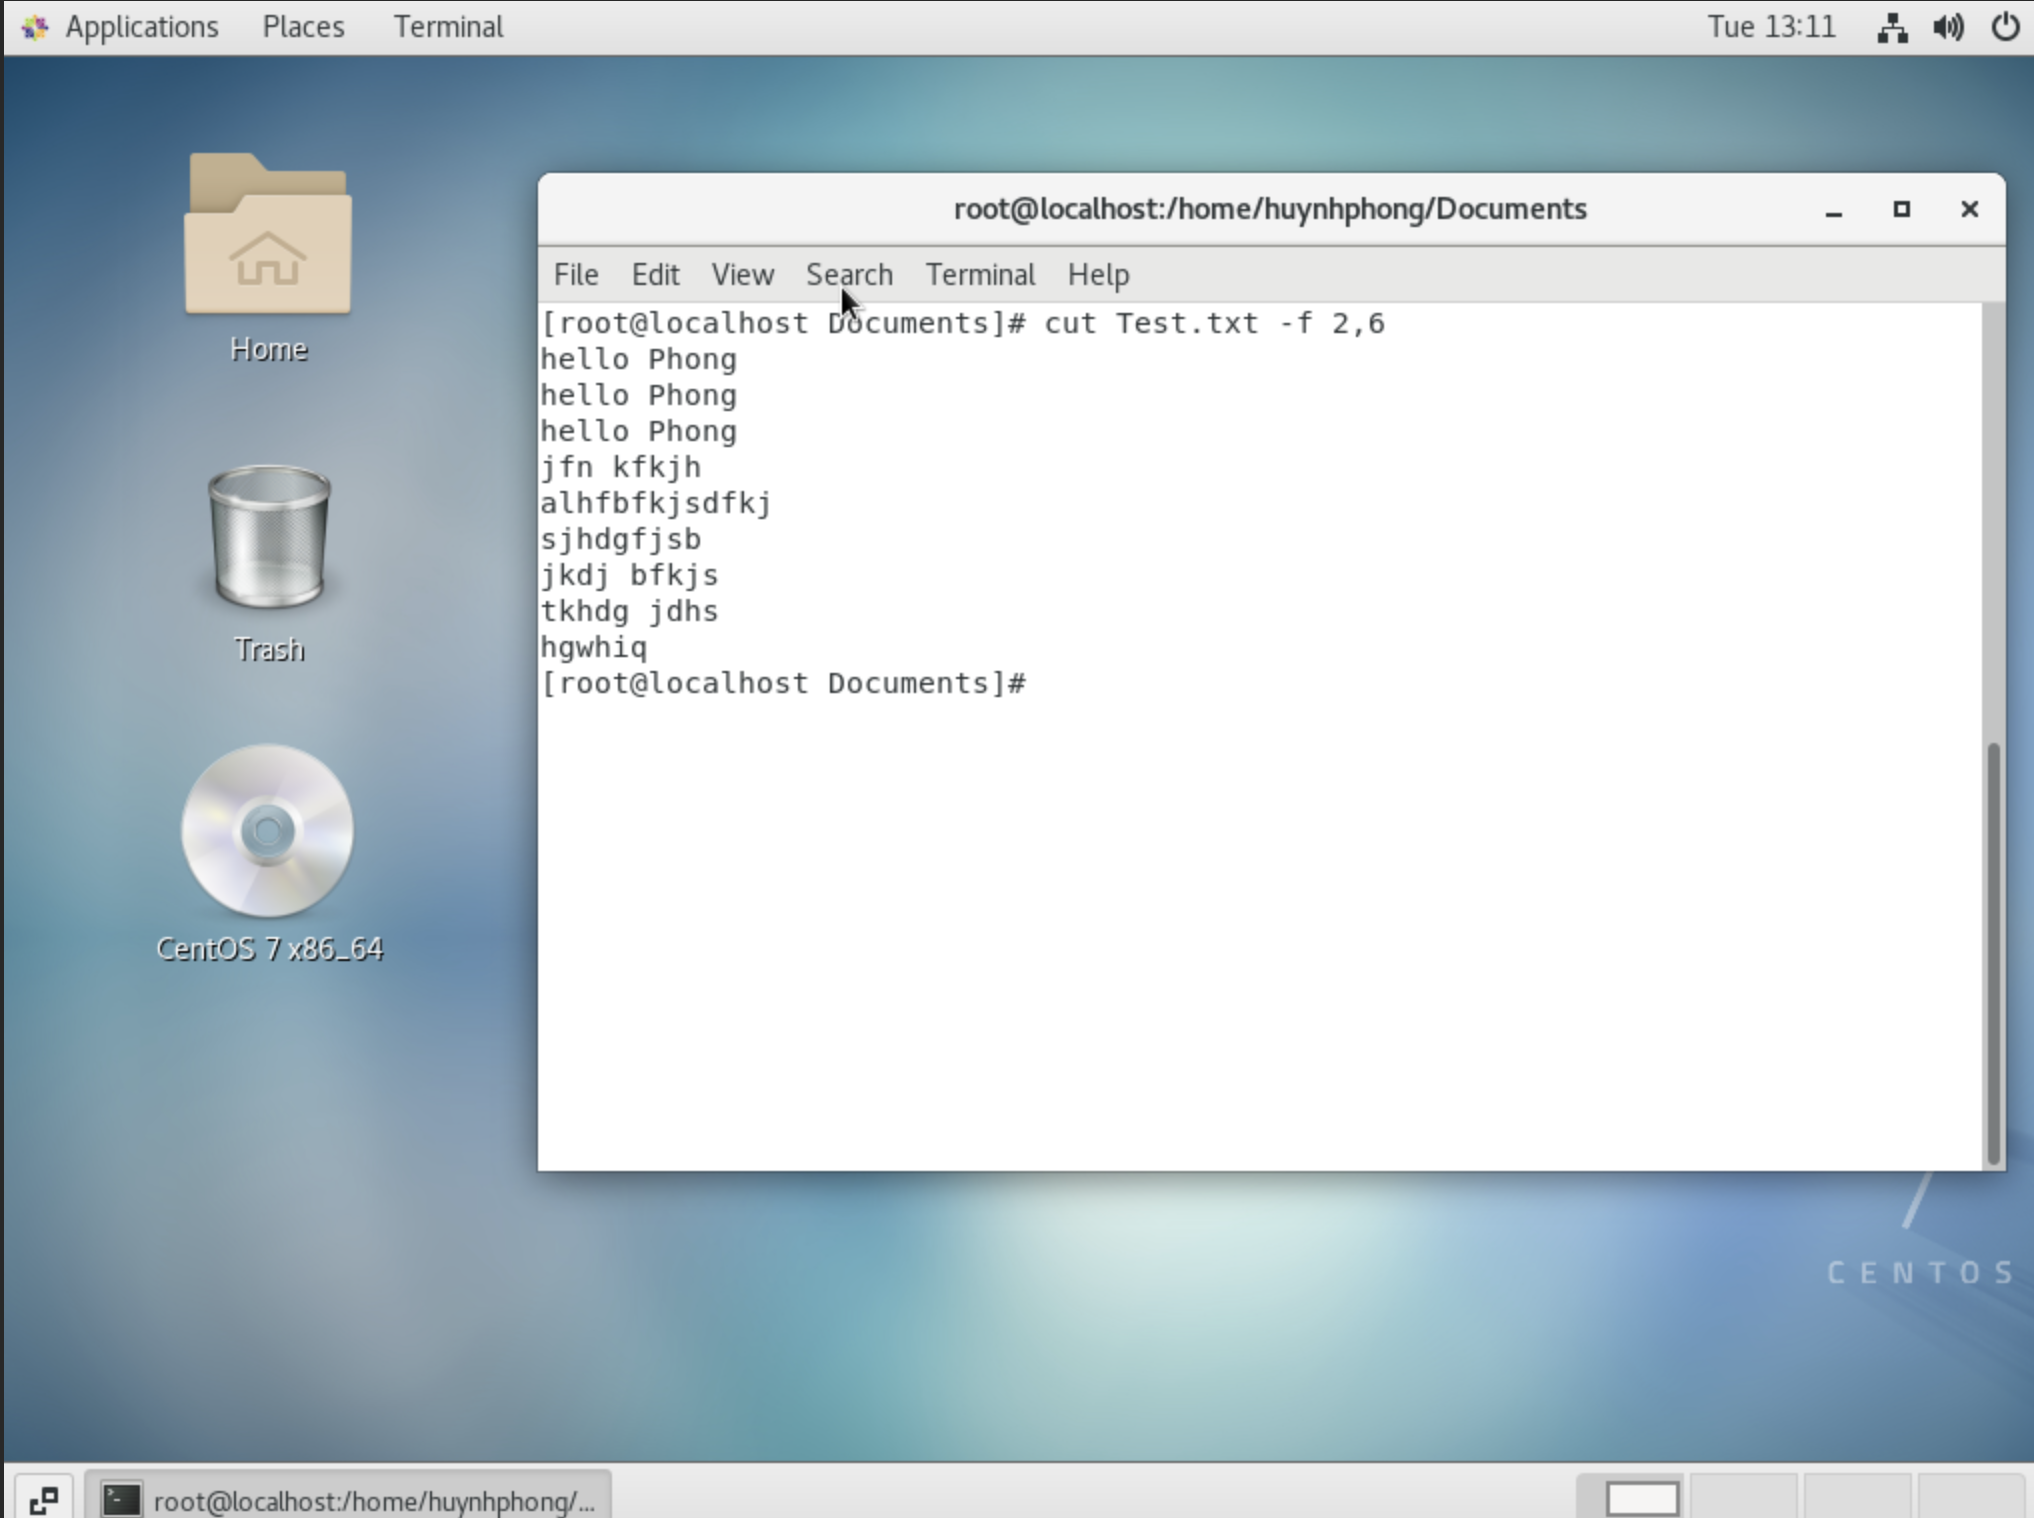 Applications Places Terminal Tue 13:11
Home
Trash
CentOS 7 x86_64
root@localhost:/home/huynhphong/Documents
File Edit View Search Terminal Help
[root@localhost Documents]# cut Test.txt -f 2,6
hello Phong
hello Phong
hello Phong
jfn kfkjh
alhfbfkjsdfkj
sjhdgfjsb
jkdj bfkjs
tkhdg jdhs
hgwhiq
[root@localhost Documents]#
CENTOS
root@localhost:/home/huynhphong/...